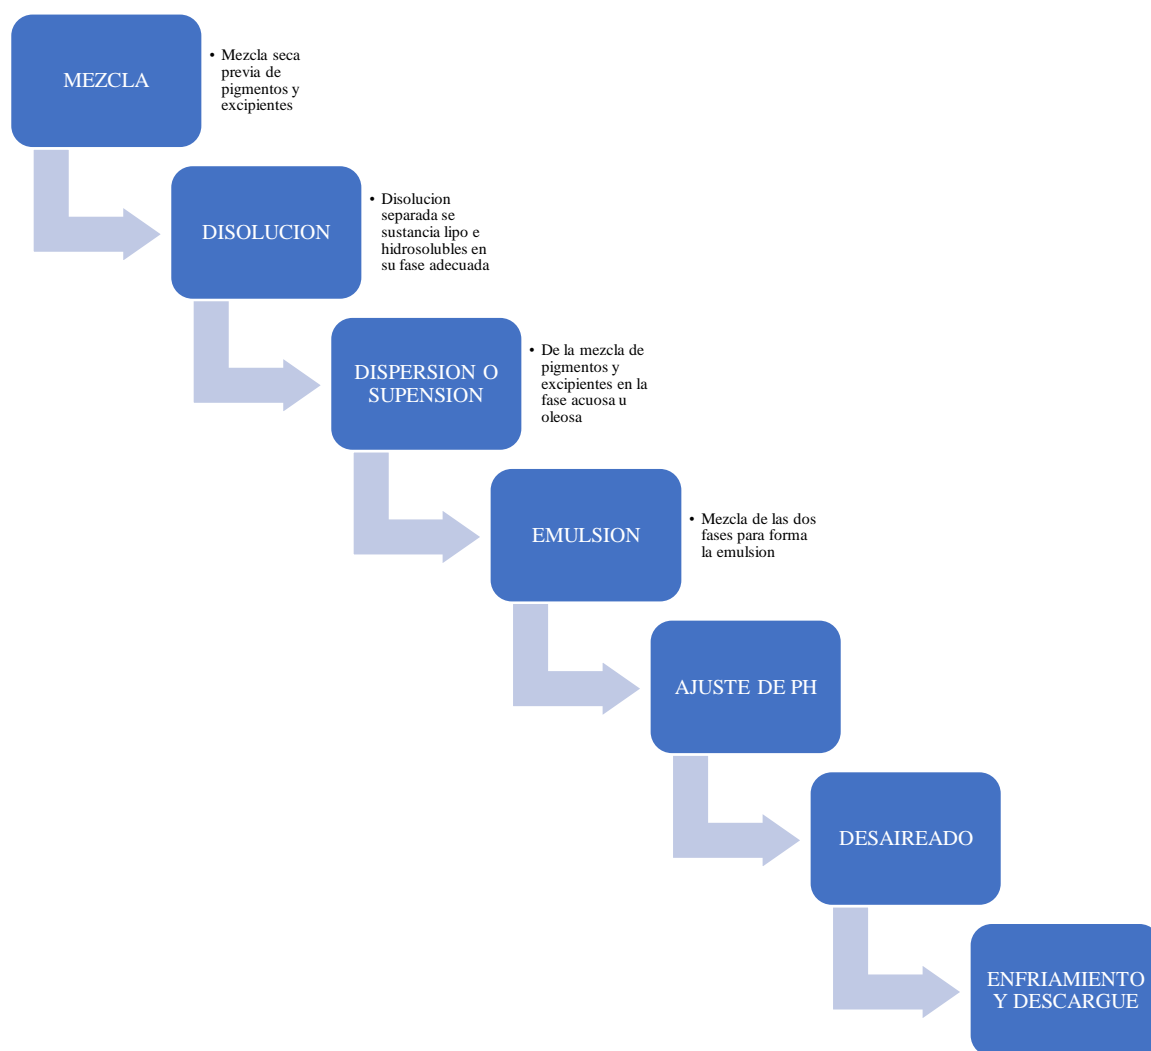 MEZCLA
• Mezcla seca
previa de
pigmentos y
excipientes
DISOLUCION
• Disolucion
separada se
sustancia lipo e
hidrosolubles en
su fase adecuada
DISPERSION O
SUPENSION
• De la mezcla de
pigmentos y
excipientes en la
fase acuosa u
oleosa
EMULSION
• Mezcla de las dos
fases para forma
la emulsion
AJUSTE DE PH
DESAIREADO
ENFRIAMIENTO
Y DESCARGUE